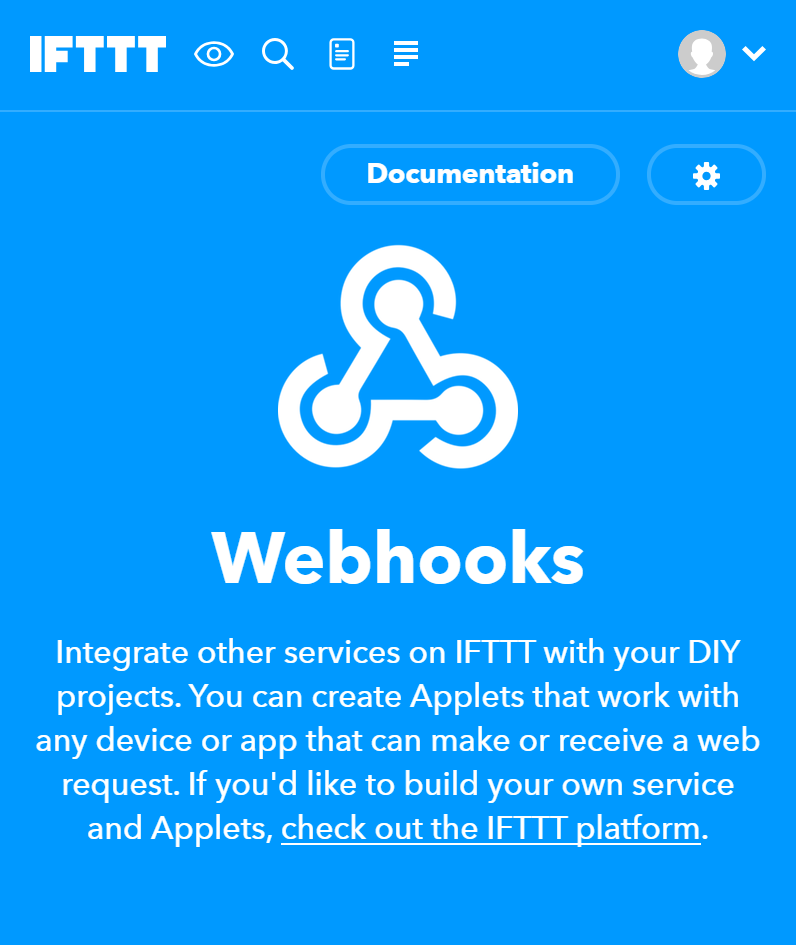 IFTTT
Documentation
Webhooks
Integrate other services on IFTTT with your DIY
projects. You can create Applets that work with
any device or app that can make or receive a web
request. If you'd like to build your own service
and Applets, check out the IFTTT platform.